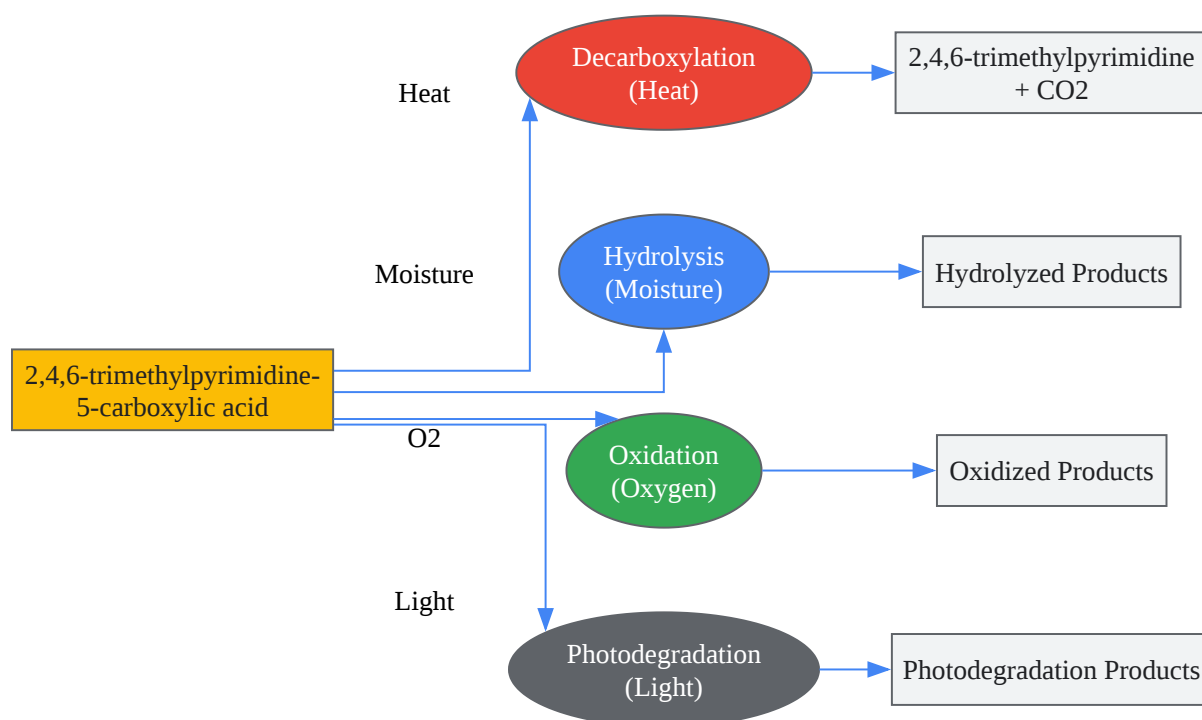 Decarboxylation
(Heat)
2,4,6-trimethylpyrimidine
+ CO2
Heat
Hydrolysis
(Moisture)
Hydrolyzed Products
Moisture
2,4,6-trimethylpyrimidine-
5-carboxylic acid
O2
Oxidation
(Oxygen)
Oxidized Products
Light
Photodegradation
(Light)
Photodegradation Products